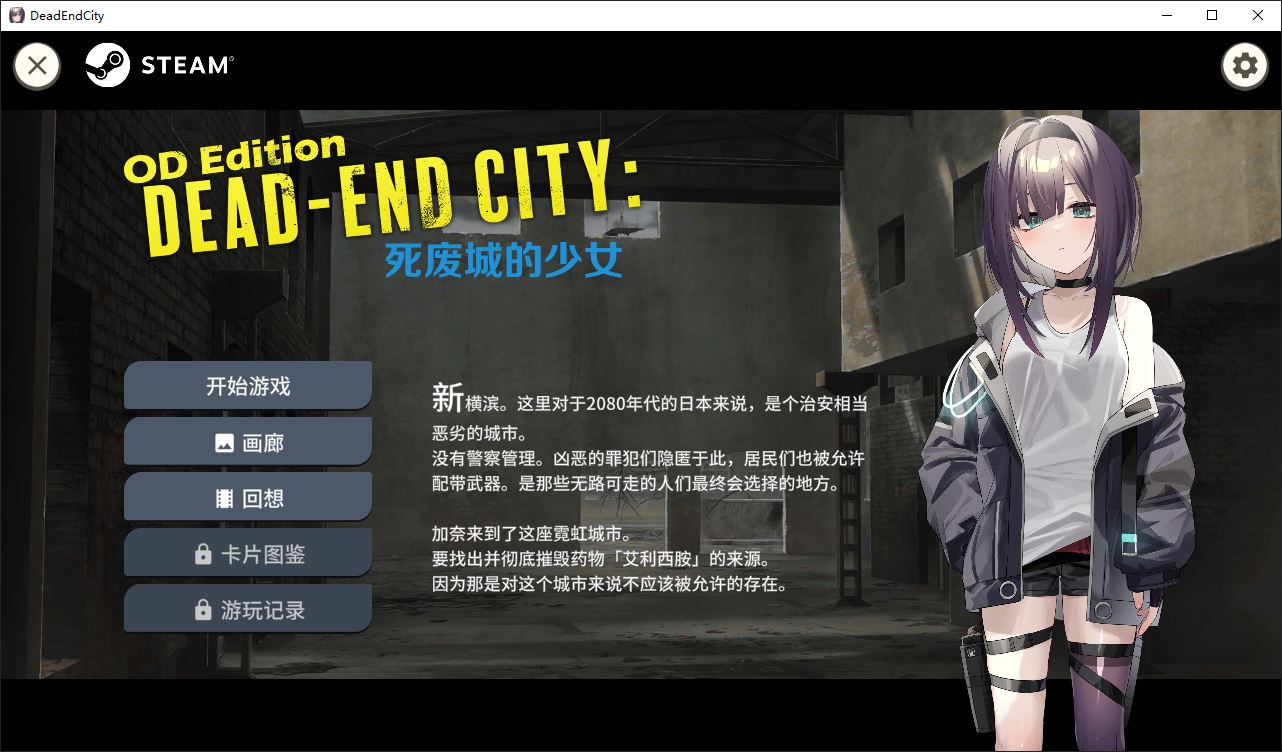 DeadEndCity
STEAM®
OD Edition
DEAD-END CITY:
死废城的少女
开始游戏
画廊
回想
卡片图鉴
游玩记录
新横滨。这里对于2080年代的日本来说，是个治安相当
恶劣的城市。
没有警察管理。凶恶的罪犯们隐匿于此，居民们也被允许
配带武器。是那些无路可走的人们最终会选择的地方。
加奈来到了这座霓虹城市。
要找出并彻底摧毁药物「艾利西胺」的来源。
因为那是对这个城市来说不应该被允许的存在。